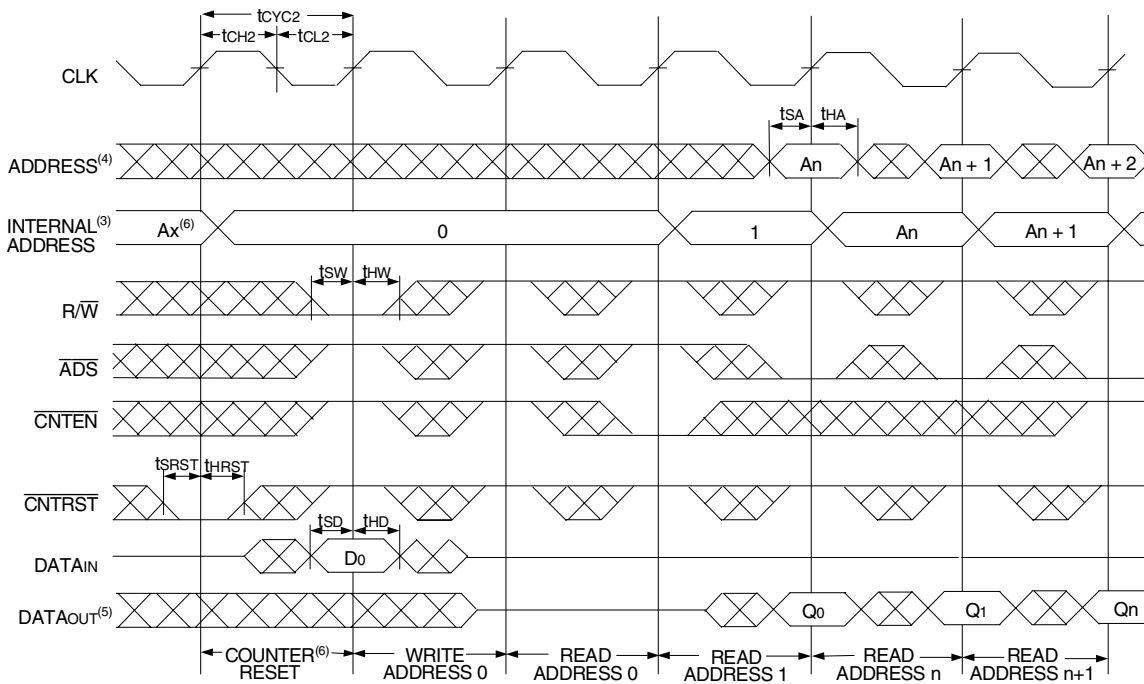 tCYC2
tCH2 tCL2
CLK
tSA tHA
ADDRESS(4) An An + 1 An + 2
INTERNAL(3) ADDRESS Ax(6) 0 1 An An + 1
tSW tHW
R/W
ADS
CNTEN
tSRST tHRST
CNTRST
tSD tHD
DATAIN D0
DATAOUT(5) Q0 Q1 Qn
COUNTER(6) RESET
WRITE ADDRESS 0
READ ADDRESS 0
READ ADDRESS 1
READ ADDRESS n
READ ADDRESS n+1